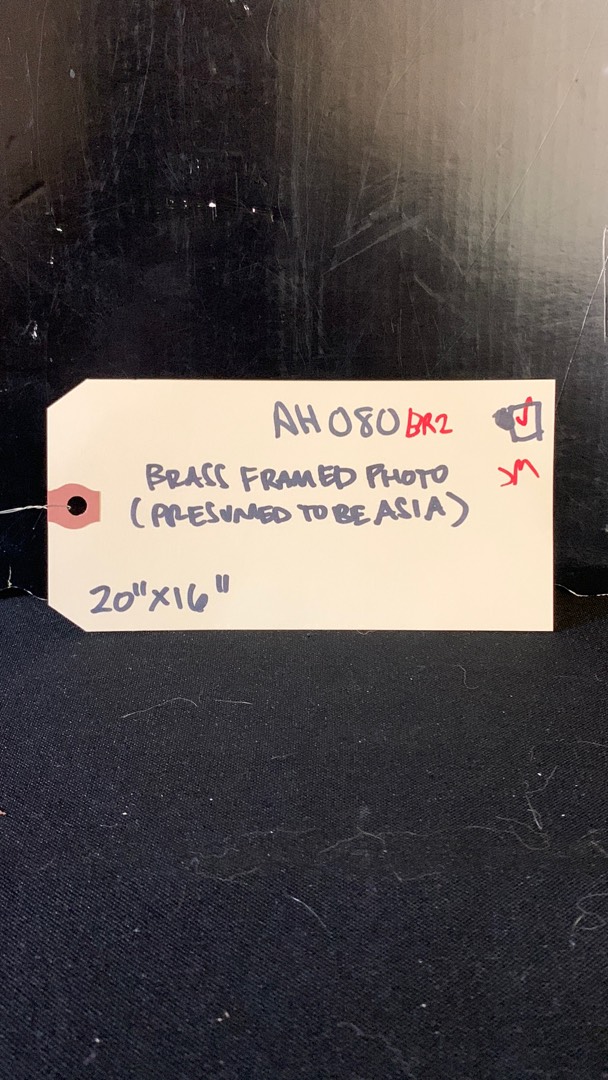 AH080 BR2
BRASS FRAMED PHOTO
(PRESUMED TO BE ASIA)
20"X16"